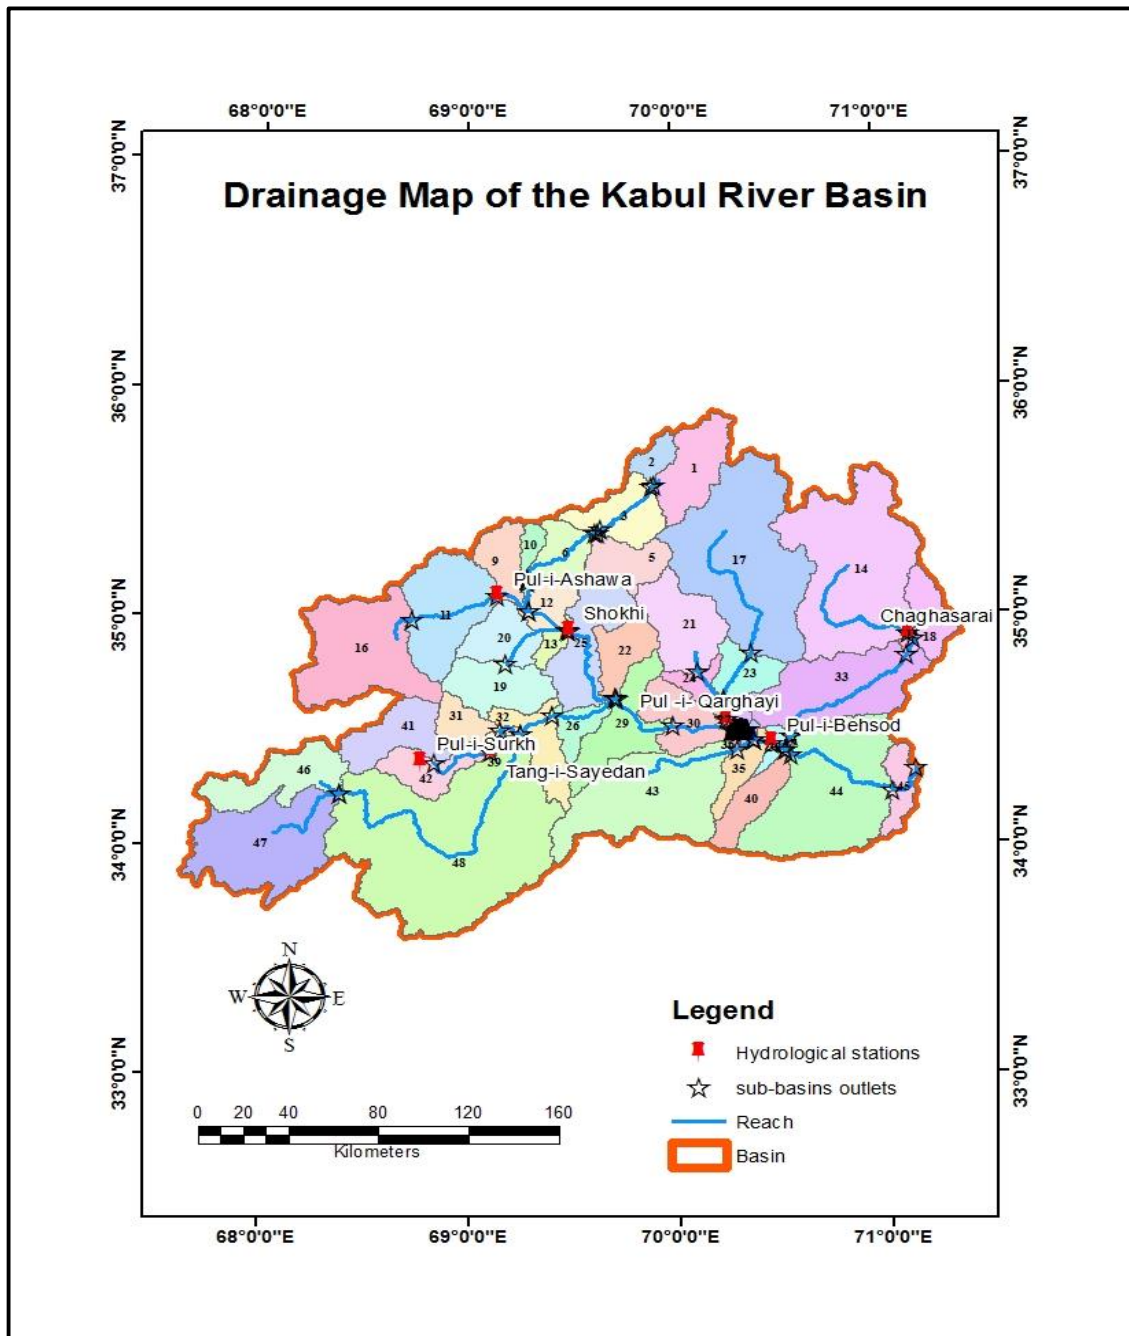 68°0'0"E 69°0'0"E 70°0'0"E 71°0'0"E
37°0'0"N 37°0'0"N
Drainage Map of the Kabul River Basin
36°0'0"N 36°0'0"N
2 1
3
10 6 5 17
9 14
Pul-i-Ashawa
11 12
Shokhi Chaghasarai
35°0'0"N 35°0'0"N
16 20 13 25 22 21 18
24 23 33
19
Pul -i- Qarghayi
41 31 32 26 29 30 Pul-i-Behsod
Pul-i-Surkh
42 39 35
Tang-i-Sayedan
46 43 40 44 45
47 48
34°0'0"N 34°0'0"N
N
W E
S
Legend
Hydrological stations
sub-basins outlets
Reach
Basin
33°0'0"N 33°0'0"N
0 20 40 80 120 160
Kilometers
68°0'0"E 69°0'0"E 70°0'0"E 71°0'0"E